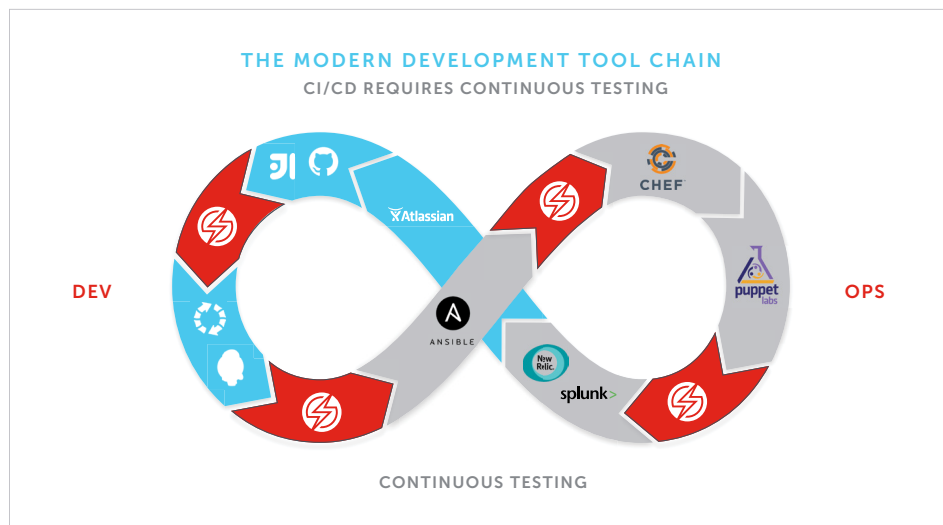 THE MODERN DEVELOPMENT TOOL CHAIN
CI/CD REQUIRES CONTINUOUS TESTING
CHEF
Atlassian
DEV
puppet
labs
OPS
ANSIBLE
New
Relic.
splunk>
CONTINUOUS TESTING